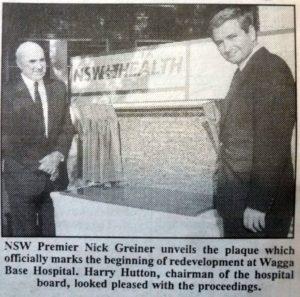 NSW HEALTH
NSW Premier Nick Greiner unveils the plaque which
officially marks the beginning of redevelopment at Wagga
Base Hospital. Harry Hutton, chairman of the hospital
board, looked pleased with the proceedings.